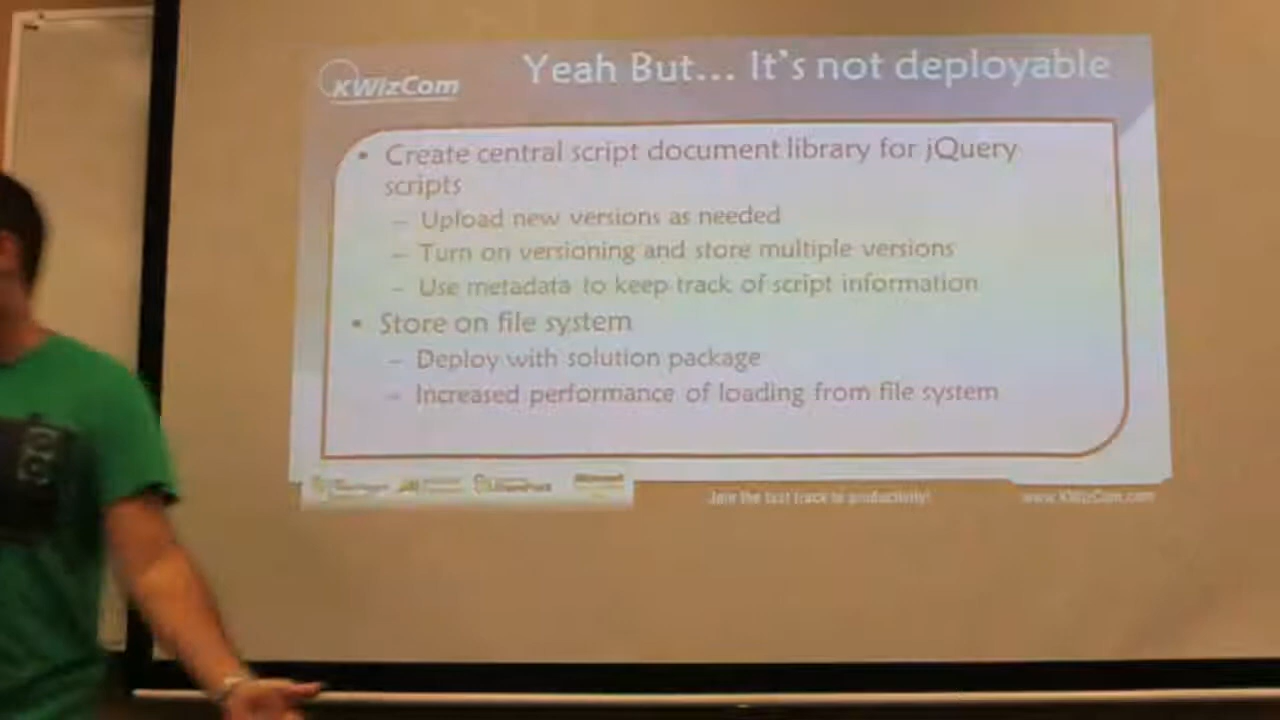 KWizCom
Yeah But... It's not deployable
• Create central script document library for jQuery
scripts
– Upload new versions as needed
– Turn on versioning and store multiple versions
– Use metadata to keep track of script information
• Store on file system
– Deploy with solution package
– Increased performance of loading from file system
Join the fast track to productivity!
www.KWizCom.com